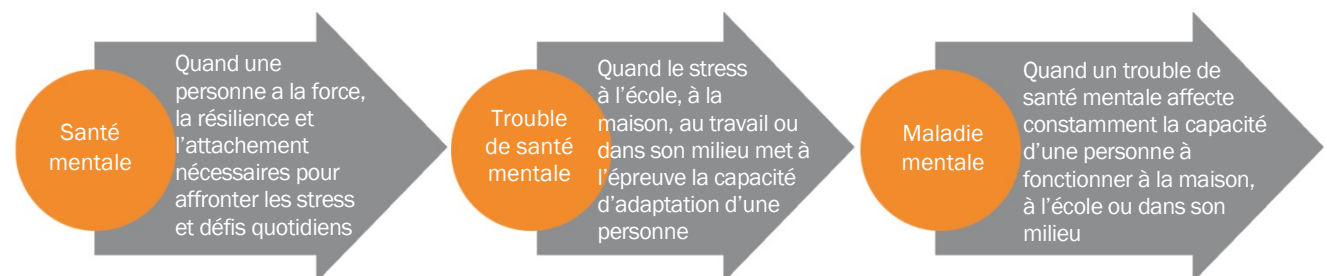 Santé
mentale
Quand une
personne a la force,
la résilience et
l'attachement
nécessaires pour
affronter les stress
et défis quotidiens
Trouble
de santé
mentale
Quand le stress
à l'école, à la
maison, au travail ou
dans son milieu met à
l'épreuve la capacité
d'adaptation d'une
personne
Maladie
mentale
Quand un trouble de
santé mentale affecte
constamment la capacité
d'une personne à
fonctionner à la maison,
à l'école ou dans son
milieu